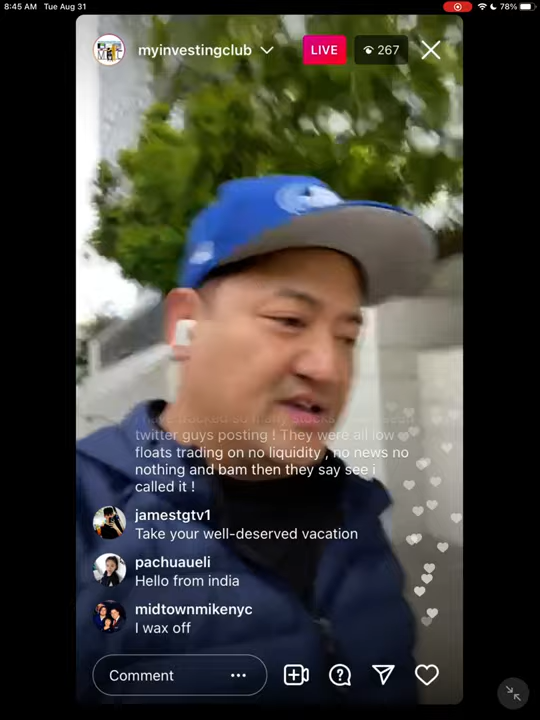 8:45 AM Tue Aug 31
78%
myinvestingclub
LIVE
267
twitter guys posting ! They were all low
floats trading on no liquidity , no news no
nothing and bam then they say see i
called it !
jamestgtv1
Take your well-deserved vacation
pachuaueli
Hello from india
midtownmikenyc
I wax off
Comment